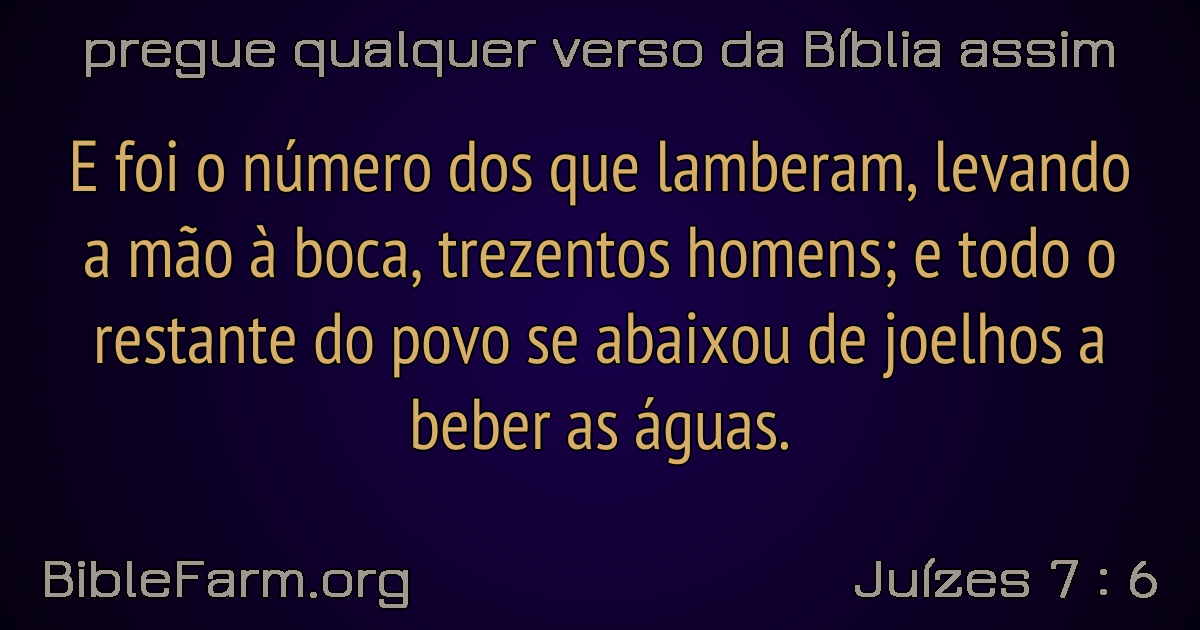 pregue qualquer verso da Bíblia assim
E foi o número dos que lamberam, levando
a mão à boca, trezentos homens; e todo o
restante do povo se abaixou de joelhos a
beber as águas.
BibleFarm.org
Juízes 7 : 6